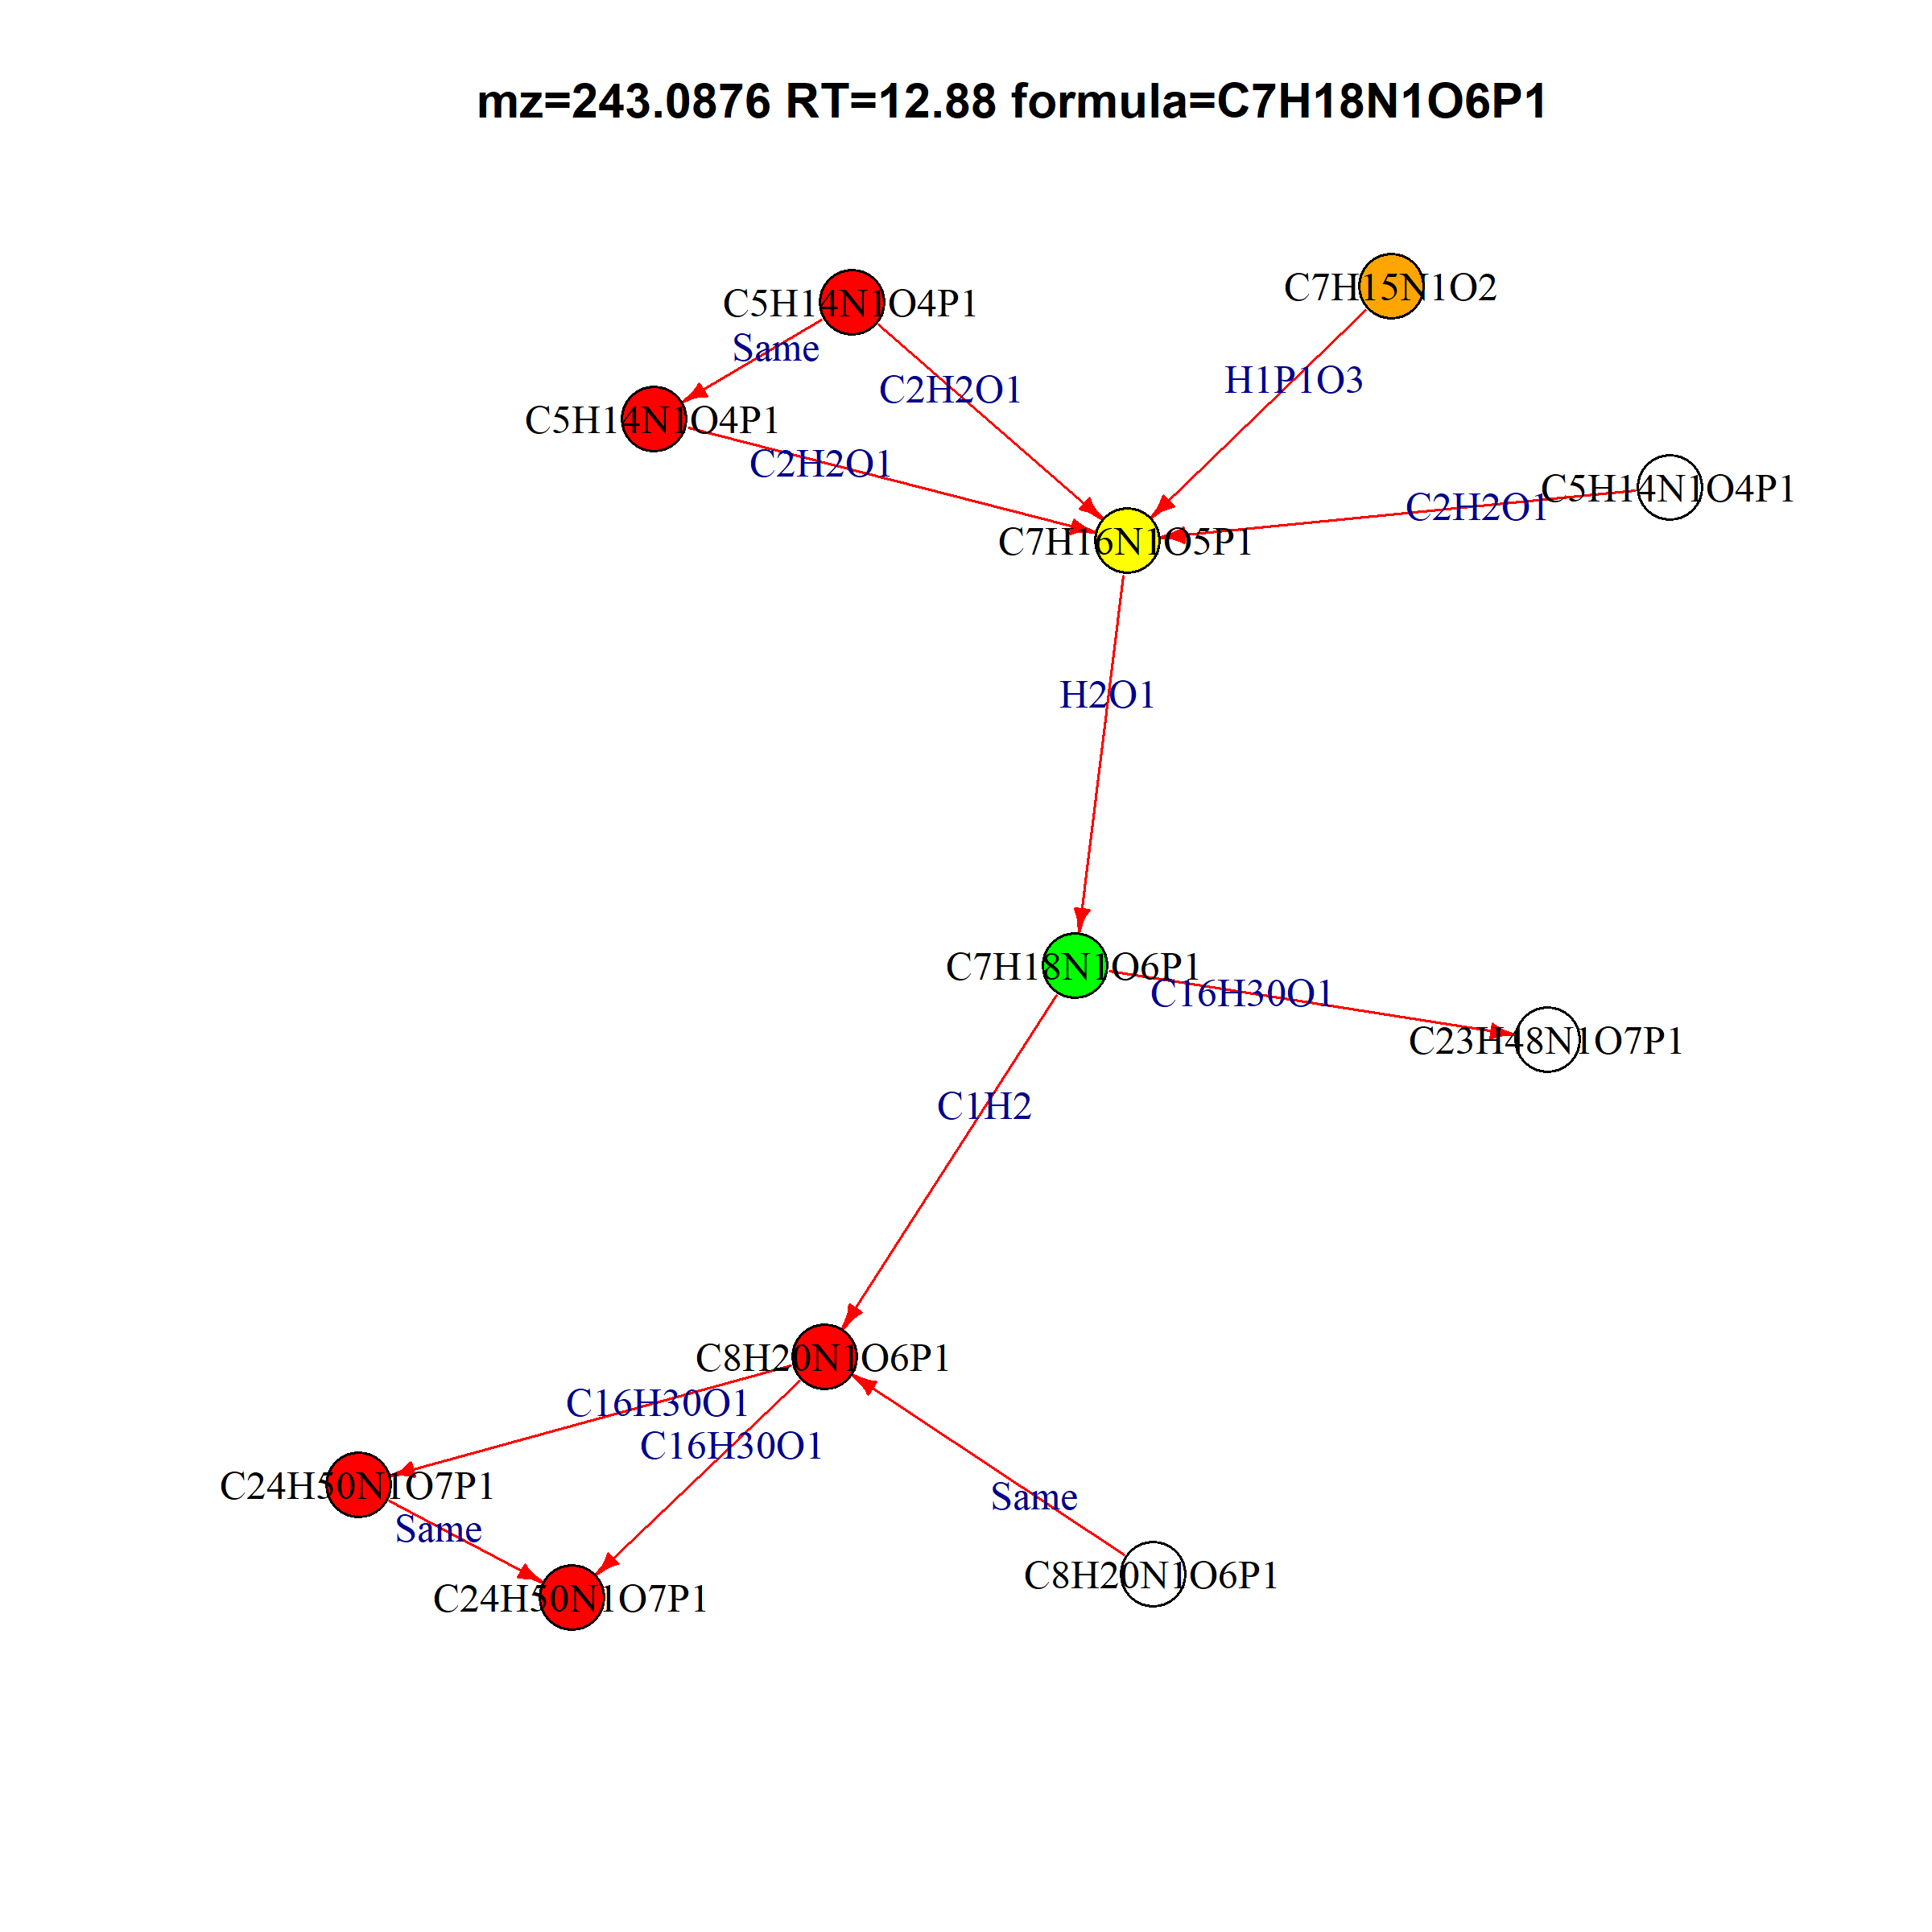 mz=243.0876 RT=12.88 formula=C7H18N1O6P1
C7H15N1O2
C5H14N1O4P1
Same
H1P1O3
C2H2O1
C5H14N1O4P1
C2H2O1
C5H14N1O4P1
C2H2O1
C7H16N1O5P1
H2O1
C7H18N1O6P1
C16H30O1
C23H48N1O7P1
C1H2
C8H20N1O6P1
C16H30O1
C16H30O1
C24H50N1O7P1
Same
Same
C8H20N1O6P1
C24H50N1O7P1